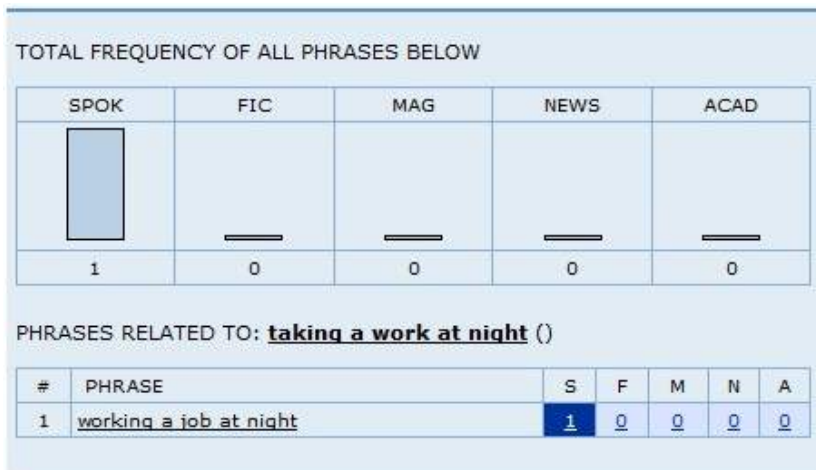 TOTAL FREQUENCY OF ALL PHRASES BELOW
SPOK FIC MAG NEWS ACAD
1 0 0 0 0
PHRASES RELATED TO: taking a work at night ()
# PHRASE S F M N A
1 working a job at night 1 0 0 0 0